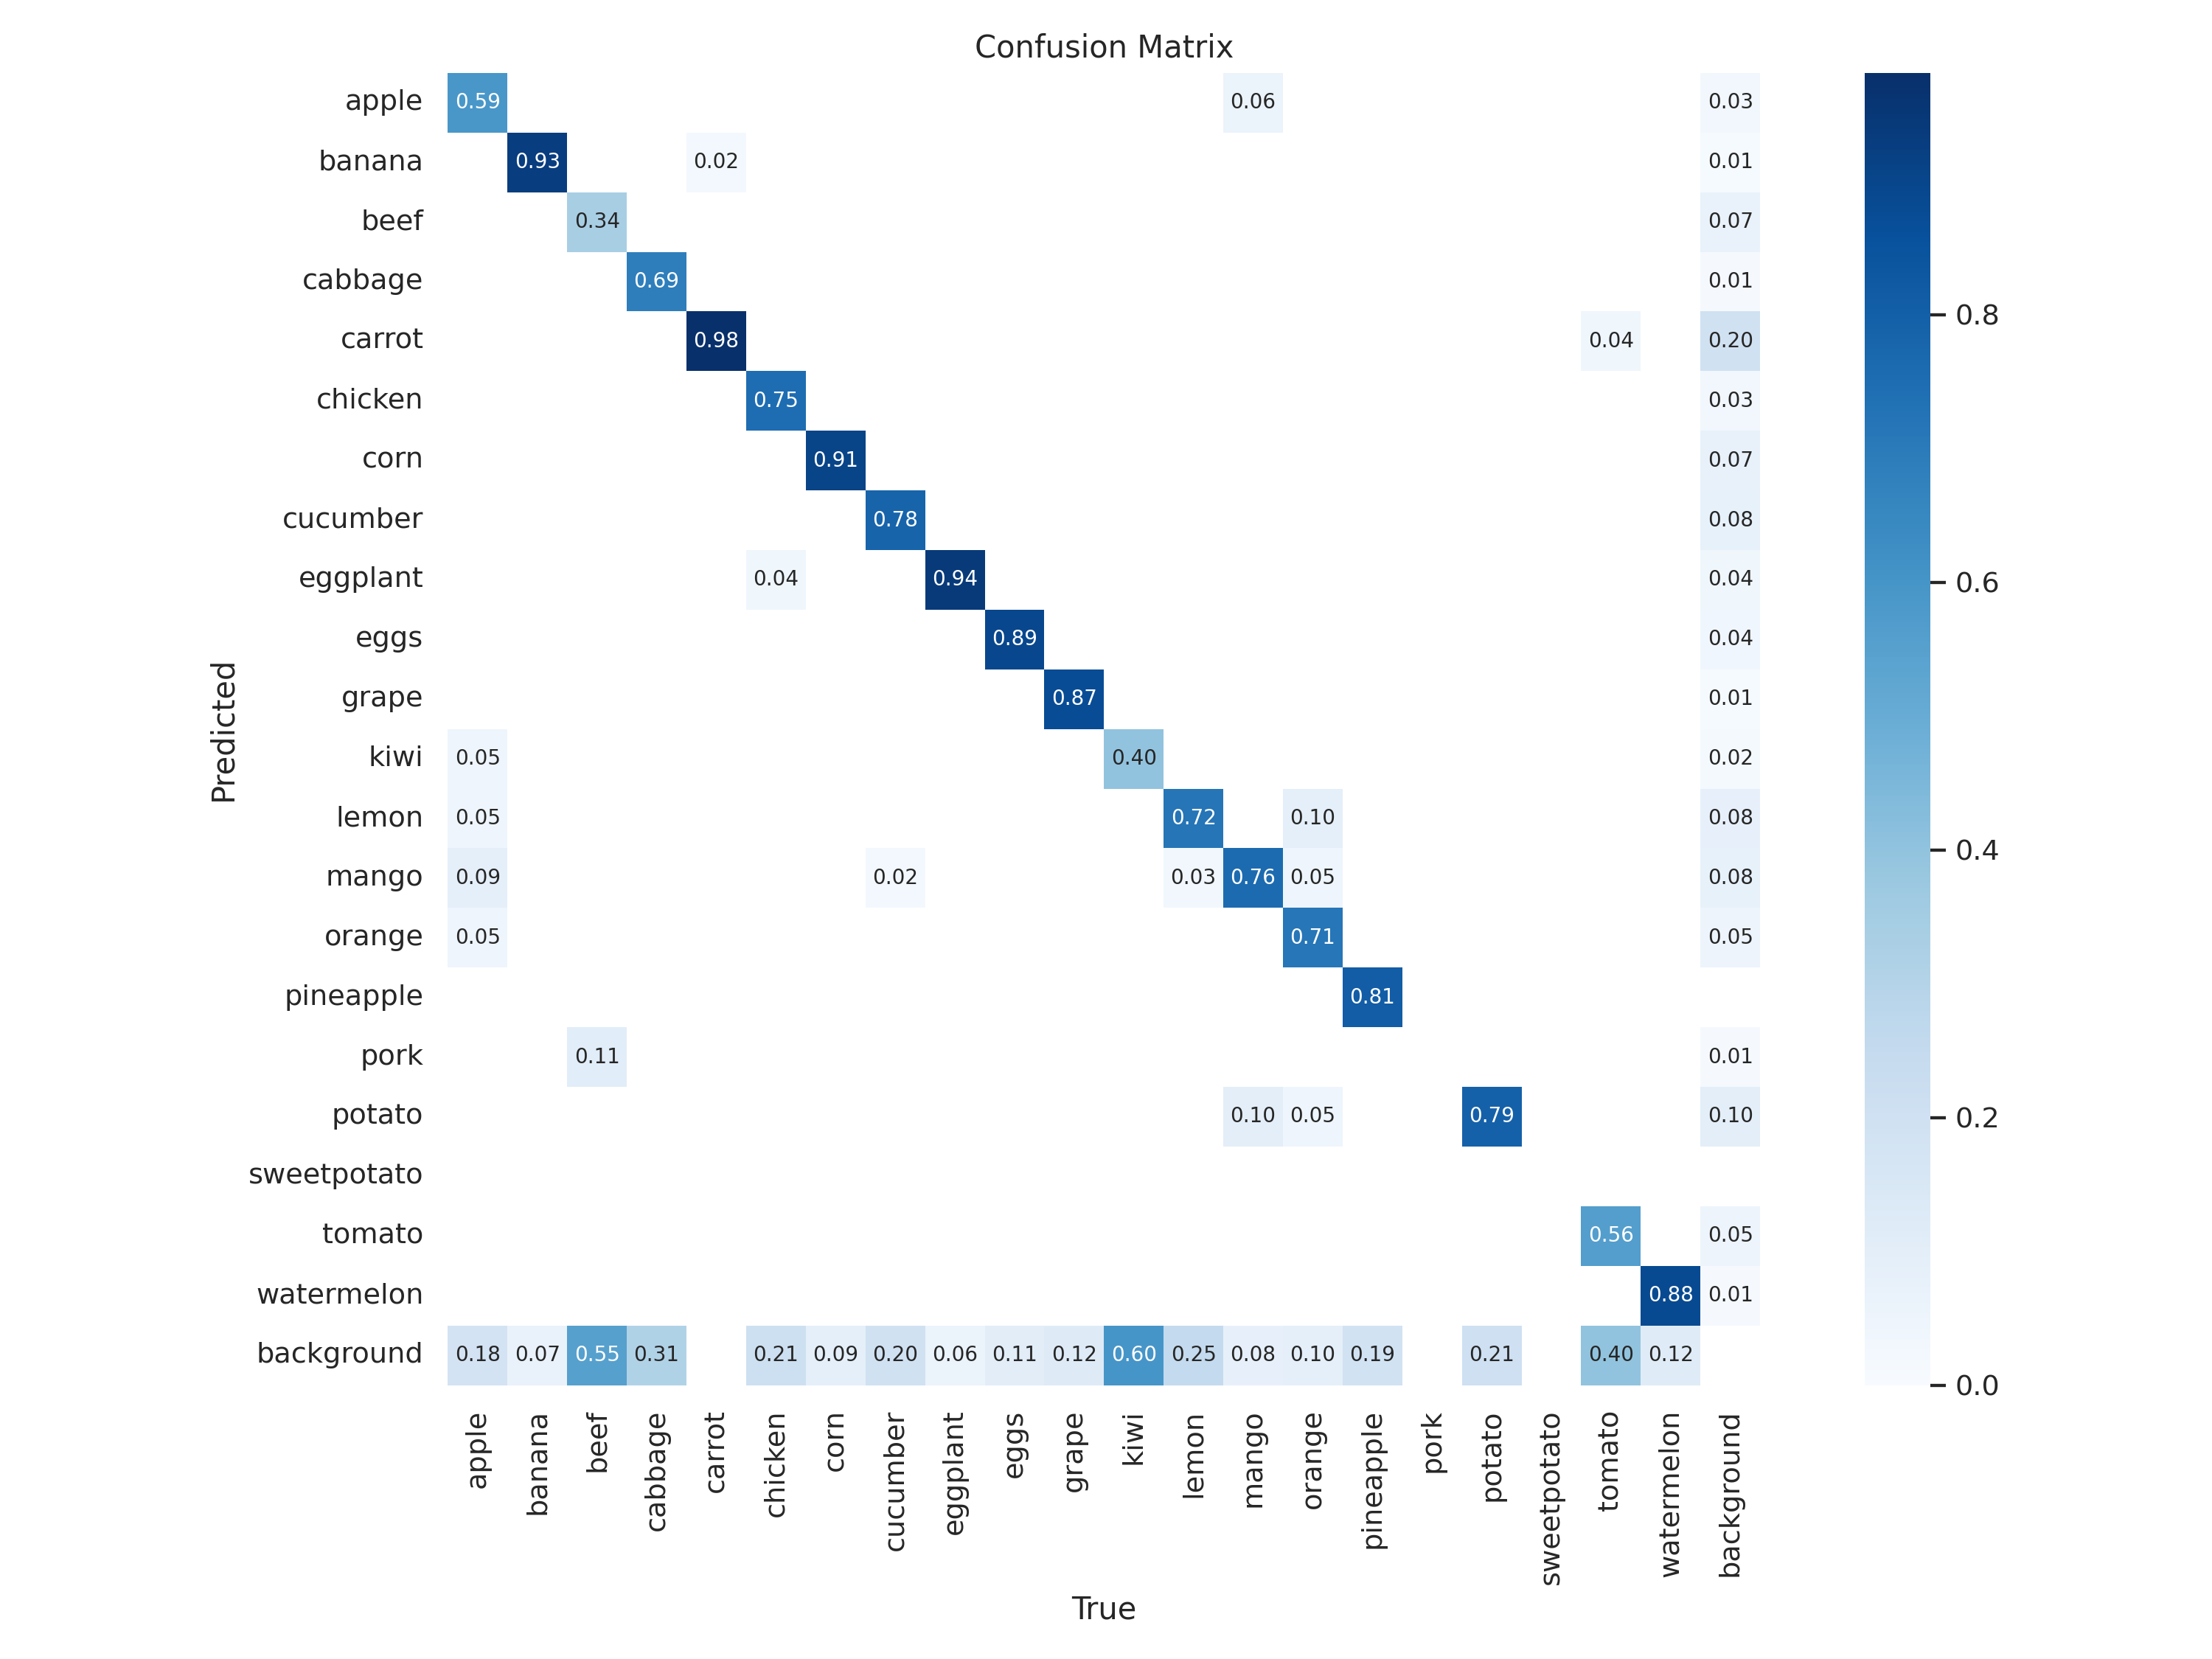 Confusion Matrix
apple 0.59 0.06 0.03
banana 0.93 0.02 0.01
beef 0.34 0.07
cabbage 0.69 0.01
carrot 0.98 0.04 0.20
chicken 0.75 0.03
corn 0.91 0.07
cucumber 0.78 0.08
eggplant 0.04 0.94 0.04
eggs 0.89 0.04
grape 0.87 0.01
kiwi 0.05 0.40 0.02
lemon 0.05 0.72 0.10 0.08
mango 0.09 0.02 0.03 0.76 0.05 0.08
orange 0.05 0.71 0.05
pineapple 0.81
pork 0.11 0.01
potato 0.10 0.05 0.79 0.10
sweetpotato
tomato 0.56 0.05
watermelon 0.88 0.01
background 0.18 0.07 0.55 0.31 0.21 0.09 0.20 0.06 0.11 0.12 0.60 0.25 0.08 0.10 0.19 0.21 0.40 0.12
Predicted
apple banana beef cabbage carrot chicken corn cucumber eggplant eggs grape kiwi lemon mango orange pineapple pork potato sweetpotato tomato watermelon background
True
0.8
0.6
0.4
0.2
0.0